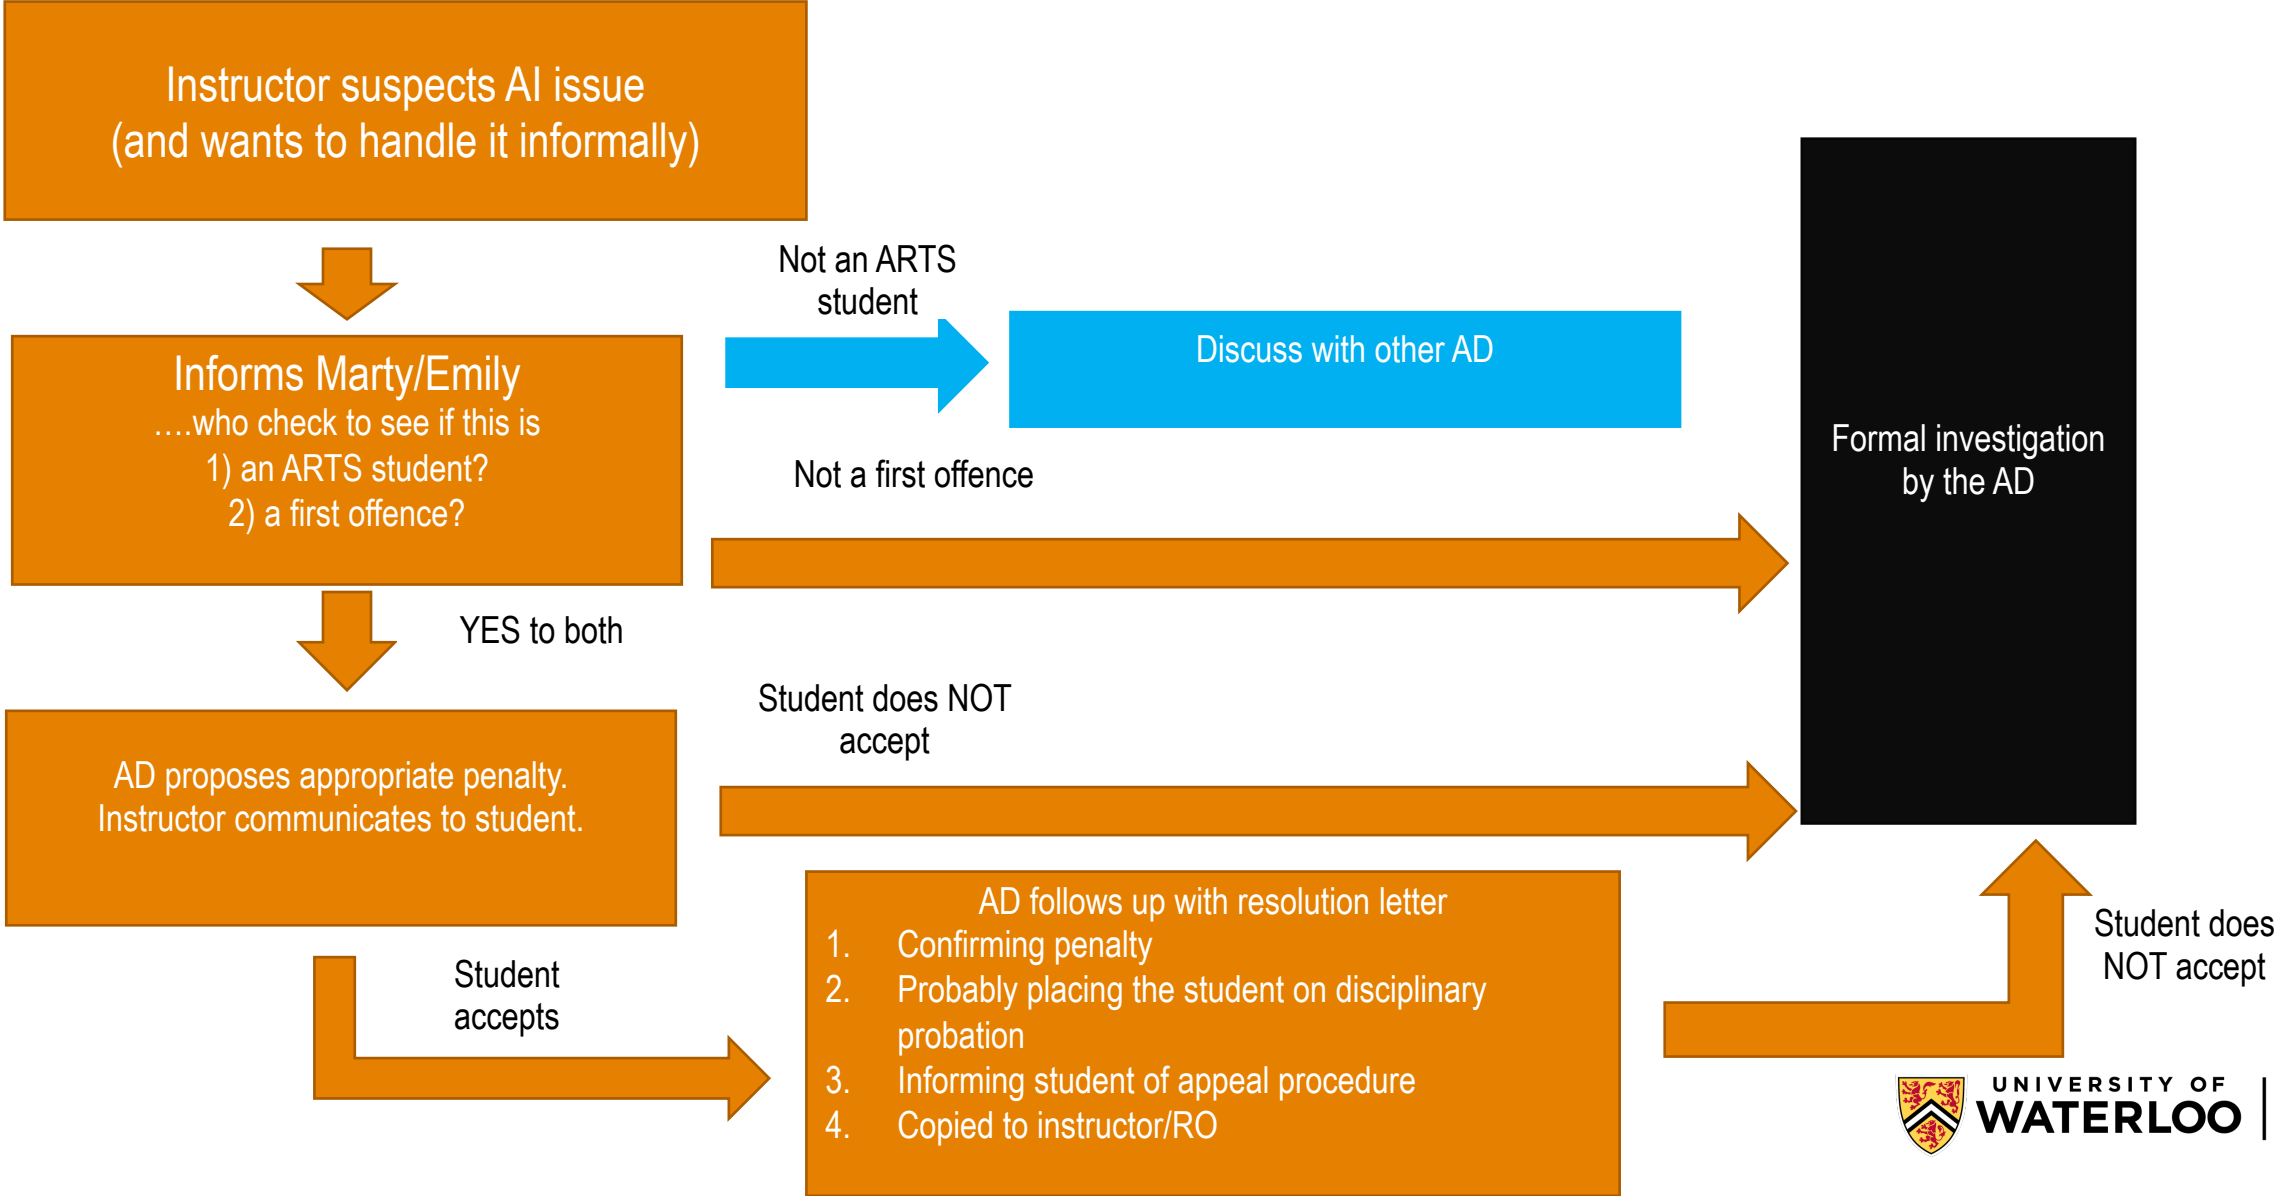 Instructor suspects AI issue
(and wants to handle it informally)
Not an ARTS
student
Informs Marty/Emily
….who check to see if this is
1) an ARTS student?
2) a first offence?
Discuss with other AD
Not a first offence
Formal investigation
by the AD
YES to both
Student does NOT
accept
AD proposes appropriate penalty.
Instructor communicates to student.
Student
accepts
AD follows up with resolution letter
1. Confirming penalty
2. Probably placing the student on disciplinary
probation
3. Informing student of appeal procedure
4. Copied to instructor/RO
Student does
NOT accept
UNIVERSITY OF
WATERLOO